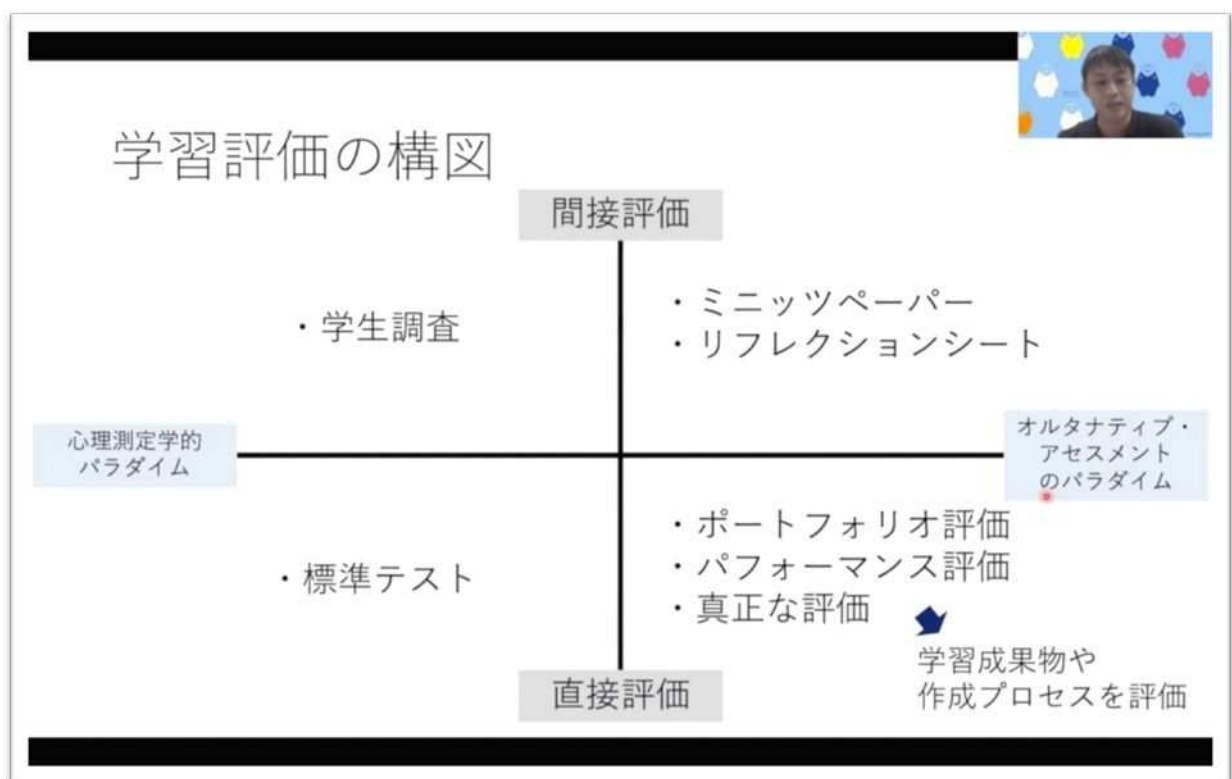 学習評価の構図
間接評価
・学生調査
・ミニッツペーパー
・リフレクションシート
心理測定学的
パラダイム
オルタナティブ・
アセスメント
のパラダイム
・標準テスト
・ポートフォリオ評価
・パフォーマンス評価
・真正な評価
学習成果物や
作成プロセスを評価
直接評価